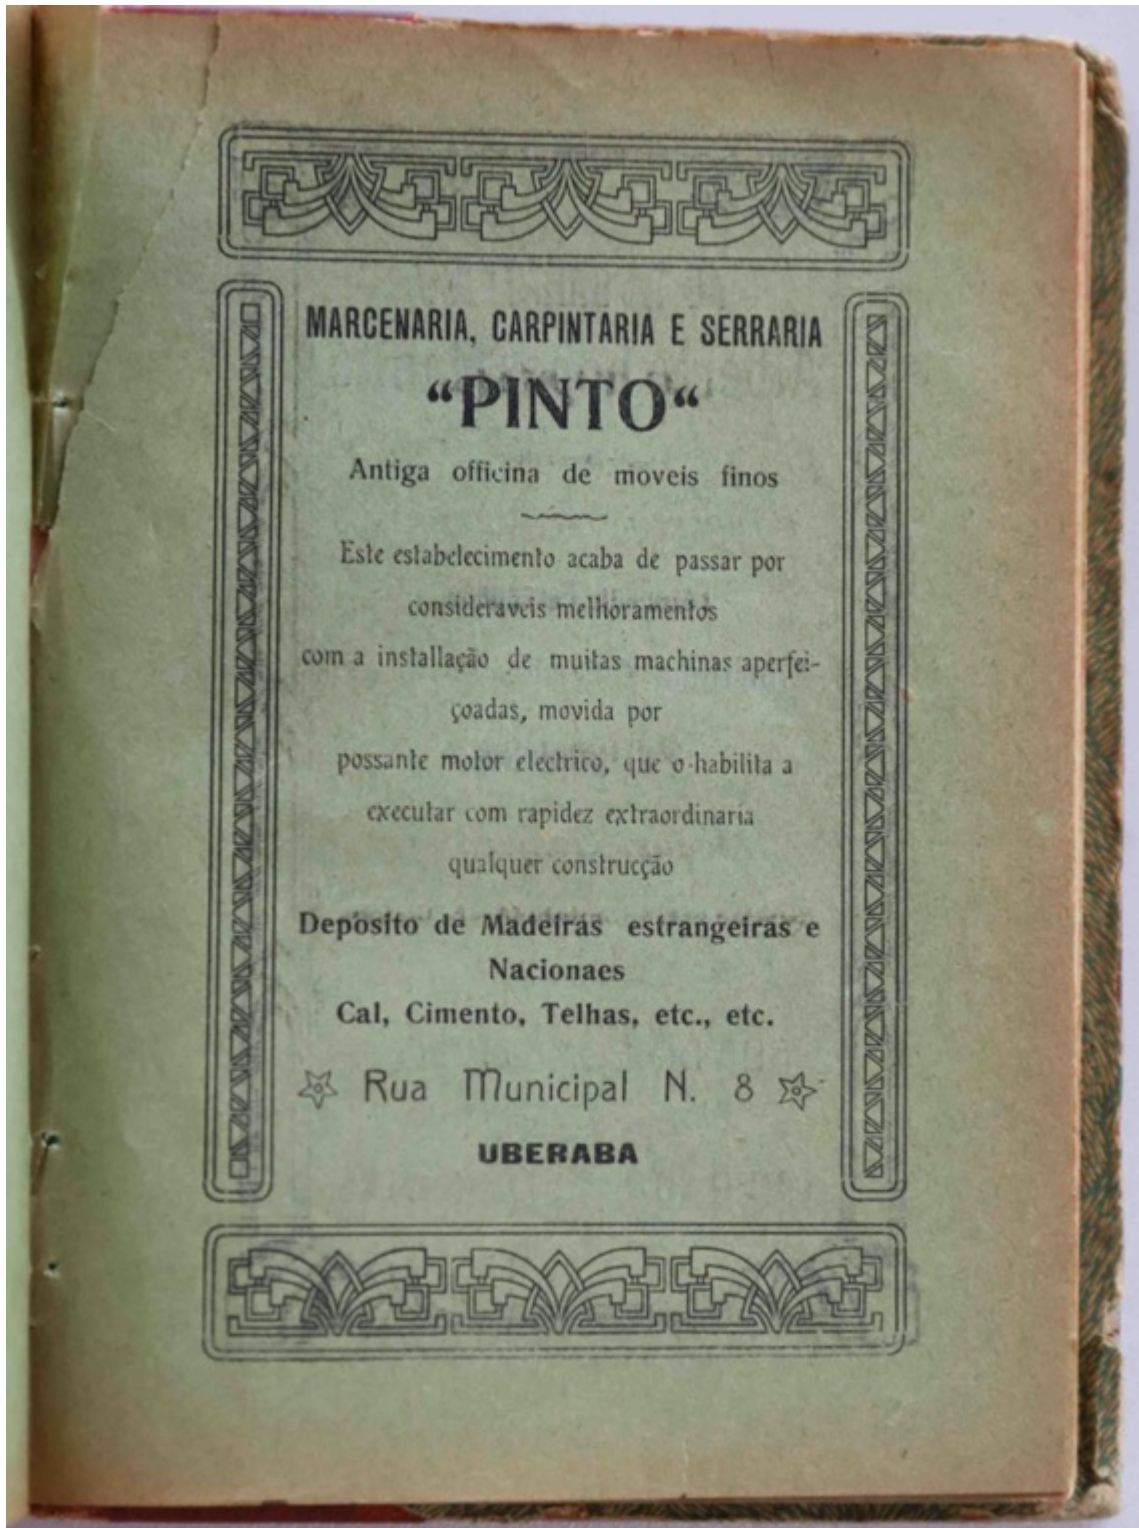 MARCENARIA, CARPINTARIA E SERRARIA
“PINTO“
Antiga officina de moveis finos
Este estabelecimento acaba de passar por
consideraveis melhoramentos
com a installação de muitas machinas aperfei-
çoadas, movida por
possante motor electrico, que o habilita a
executar com rapidez extraordinaria
qualquer construcção
Deposito de Madeiras estrangeiras e
Nacionaes
Cal, Cimento, Telhas, etc., etc.
Rua Municipal N. 8
UBERABA